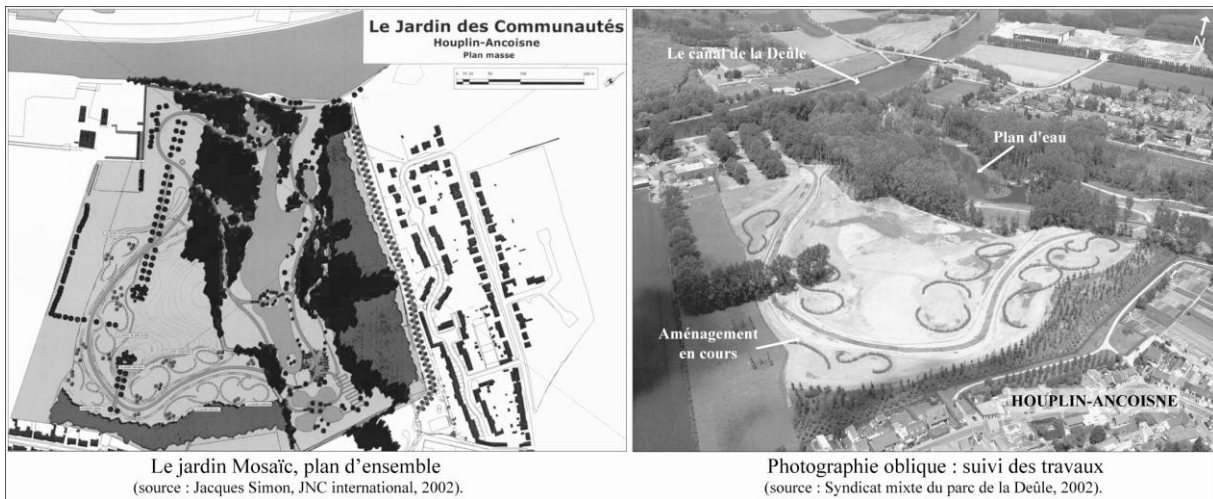 Le Jardin des Communautés
Houplin-Ancoisne
Plan masse
N
Le canal de la Deûle
Plan d'eau
Aménagement
en cours
HOUPLIN-ANCOISNE
Le jardin Mosaïc, plan d'ensemble
(source : Jacques Simon, JNC international, 2002).
Photographie oblique : suivi des travaux
(source : Syndicat mixte du parc de la Deûle, 2002).